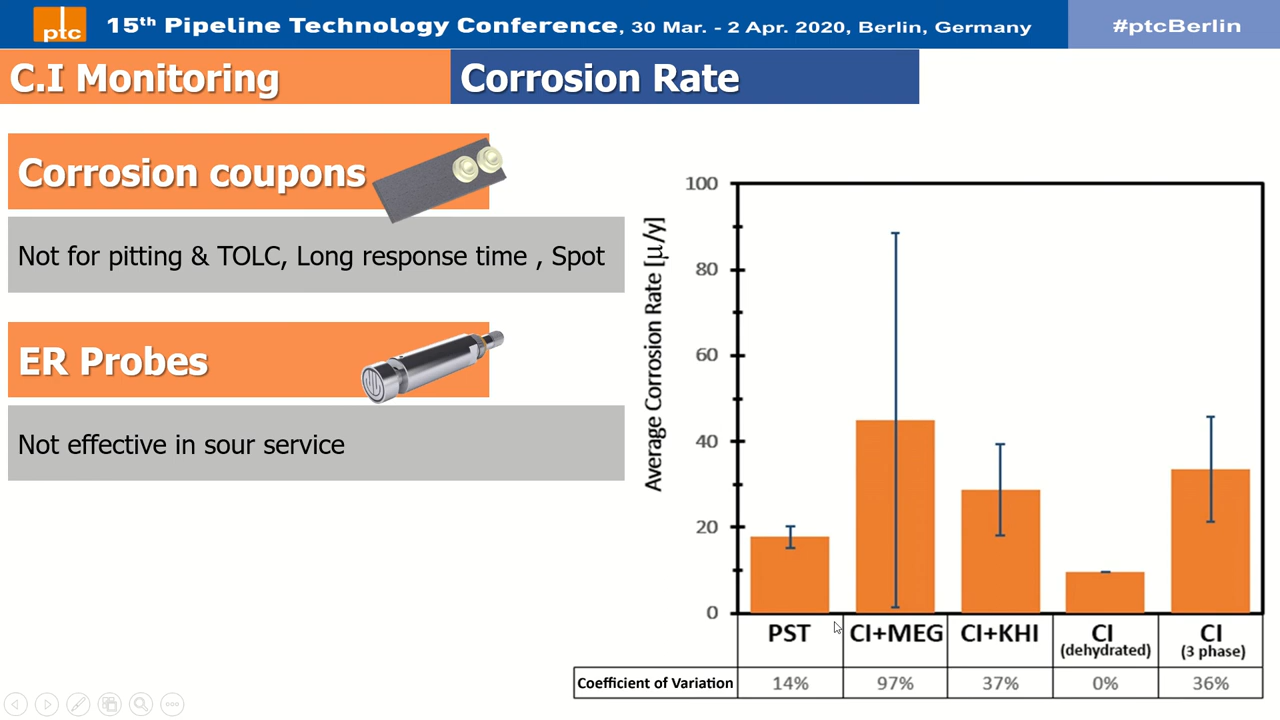 ptc
15th Pipeline Technology Conference, 30 Mar. - 2 Apr. 2020, Berlin, Germany
#ptcBerlin
C.I Monitoring
Corrosion Rate
Corrosion coupons
Not for pitting & TOLC, Long response time , Spot
ER Probes
Not effective in sour service
Average Corrosion Rate [µ/y]
100
80
60
40
20
0
PST CI+MEG CI+KHI CI (dehydrated) CI (3 phase)
Coefficient of Variation 14% 97% 37% 0% 36%